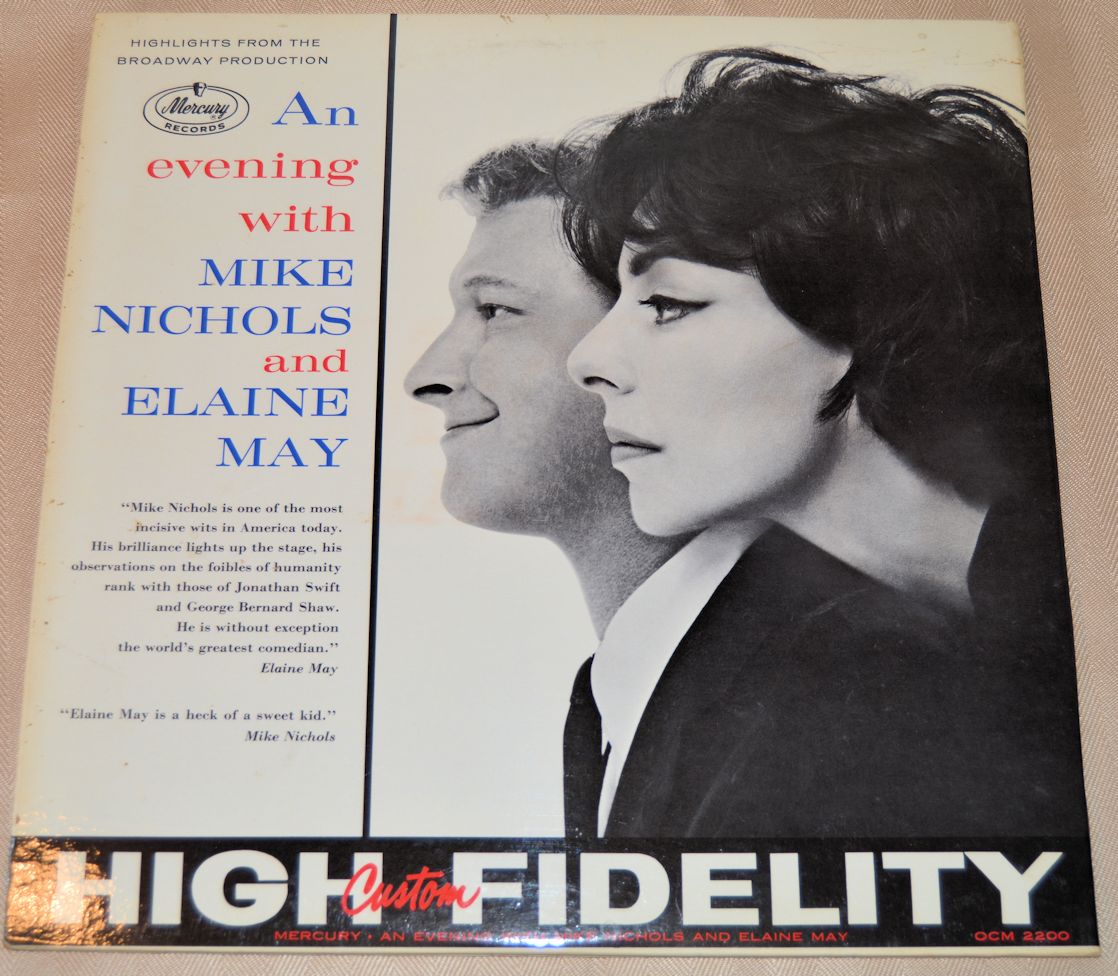 HIGHLIGHTS FROM THE
BROADWAY PRODUCTION
Mercury
®
RECORDS
An
evening
with
MIKE
NICHOLS
and
ELAINE
MAY
“Mike Nichols is one of the most
incisive wits in America today.
His brilliance lights up the stage, his
observations on the foibles of humanity
rank with those of Jonathan Swift
and George Bernard Shaw.
He is without exception
the world’s greatest comedian.”
Elaine May
“Elaine May is a heck of a sweet kid.”
Mike Nichols
HIGH Custom FIDELITY
MERCURY • AN EVENING WITH MIKE NICHOLS AND ELAINE MAY OCM 2200